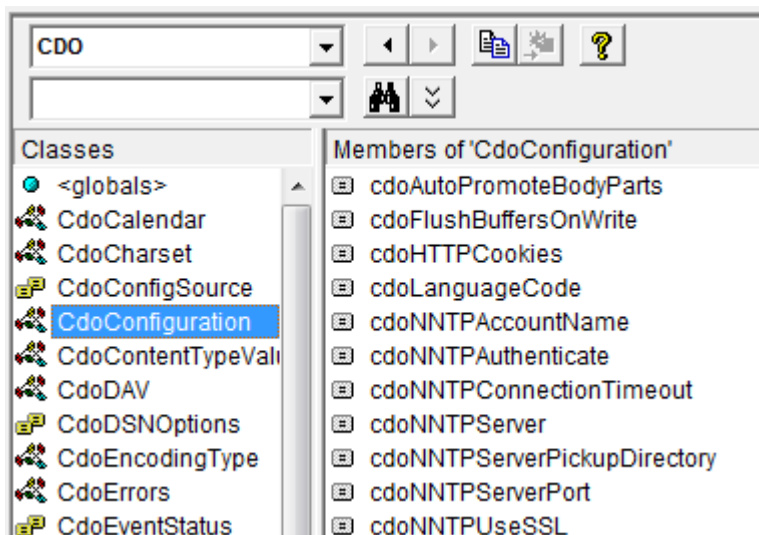 CDO
Classes
<globals>
CdoCalendar
CdoCharset
CdoConfigSource
CdoConfiguration
CdoContentTypeValu
CdoDAV
CdoDSNOptions
CdoEncodingType
CdoErrors
CdoEventStatus
Members of 'CdoConfiguration'
cdoAutoPromoteBodyParts
cdoFlushBuffersOnWrite
cdoHTTPCookies
cdoLanguageCode
cdoNNTPAccountName
cdoNNTPAuthenticate
cdoNNTPConnectionTimeout
cdoNNTPServer
cdoNNTPServerPickupDirectory
cdoNNTPServerPort
cdoNNTPUseSSL